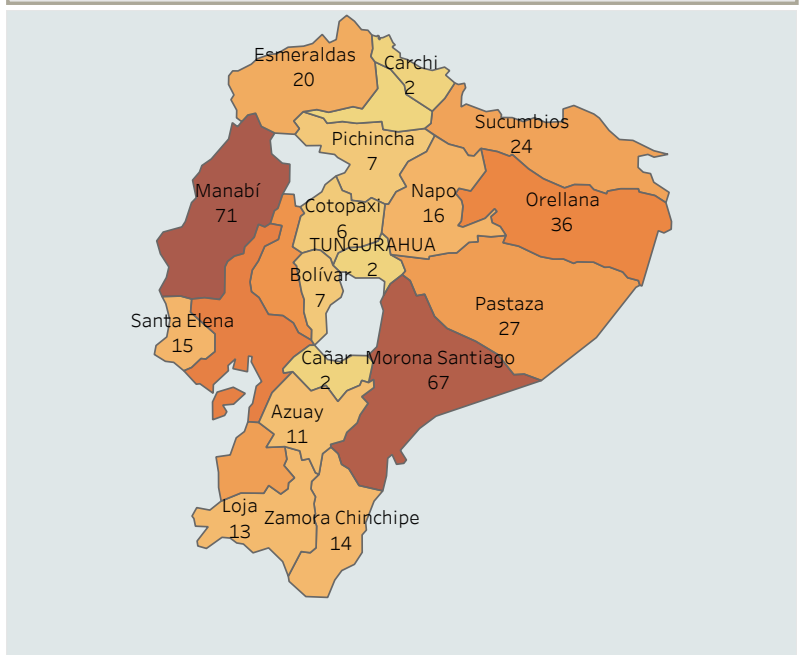 Esmeraldas
20
Carchi
2
Sucumbios
24
Pichincha
7
Manabí
71
Napo
16
Orellana
36
Cotopaxi
6
TUNGURAHUA
2
Bolívar
7
Pastaza
27
Santa Elena
15
Cañar
2
Morona Santiago
67
Azuay
11
Loja
13
Zamora Chinchipe
14